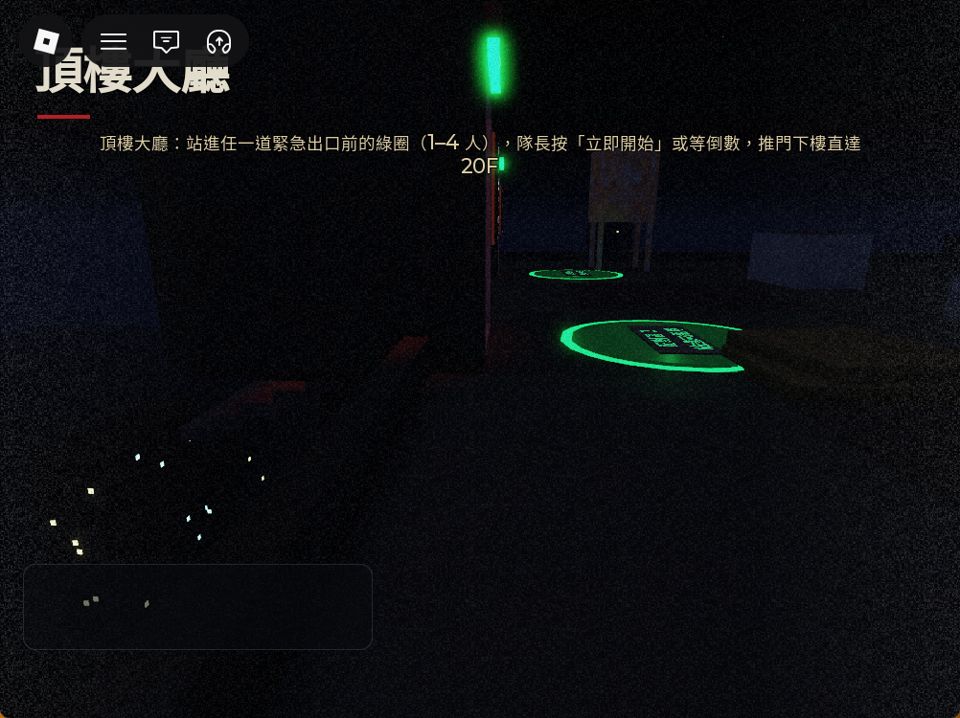 頂樓大廳
頂樓大廳：站進任一道緊急出口前的綠圈（1–4 人），隊長按「立即開始」或等倒數，推門下樓直達
20F